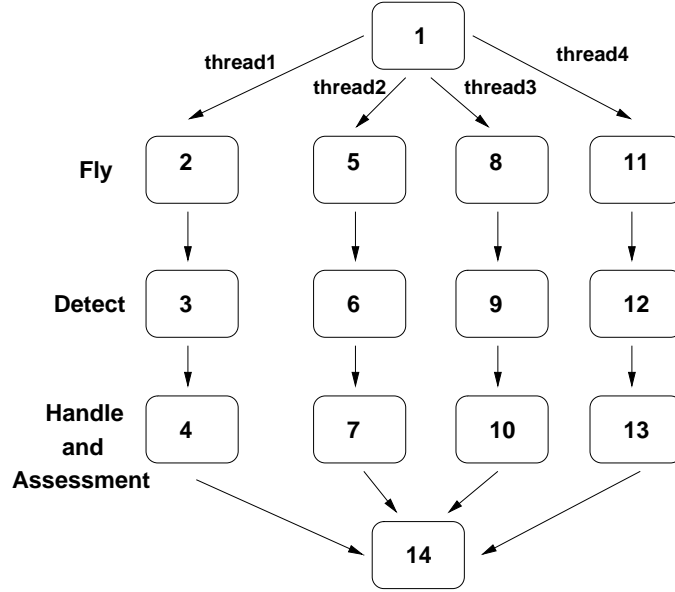 1
thread1
thread2
thread3
thread4
Fly
2
5
8
11
Detect
3
6
9
12
Handle
and
Assessment
4
7
10
13
14